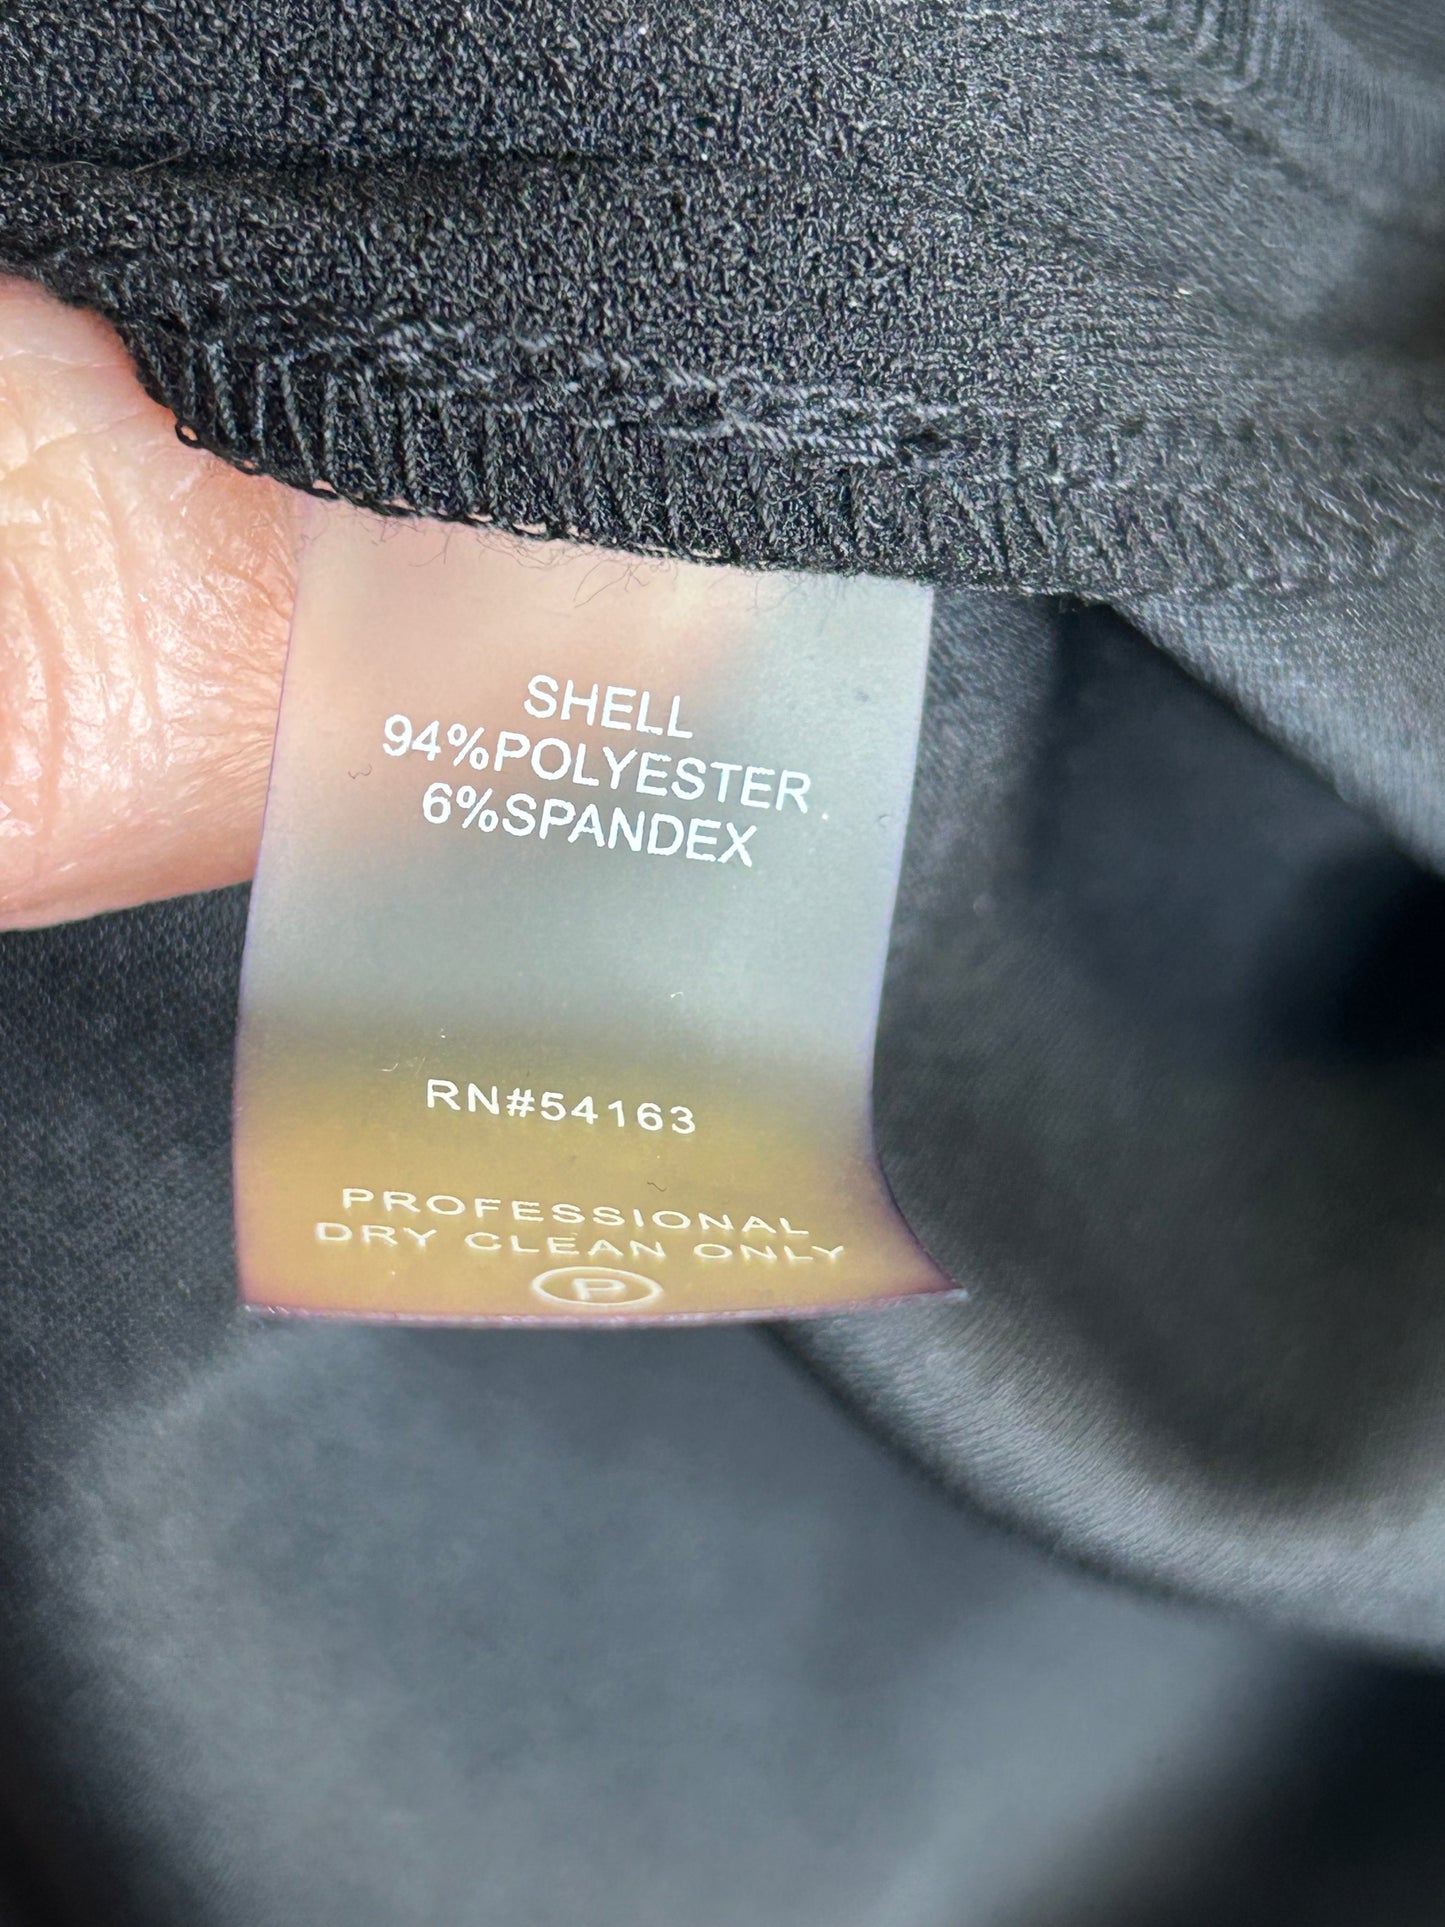 SHELL
94%POLYESTER
6%SPANDEX
RN#54163
PROFESSIONAL
DRY CLEAN ONLY
P